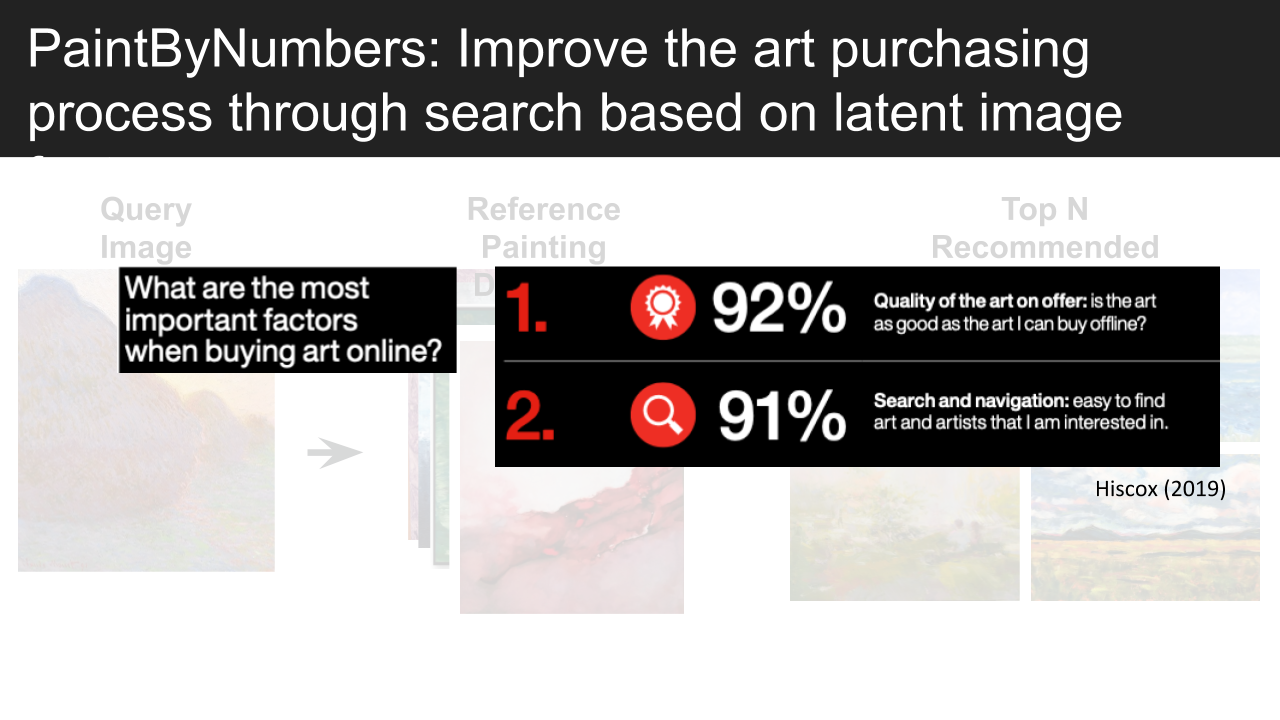 PaintByNumbers: Improve the art purchasing
process through search based on latent image
Query
Image
Reference
Painting
D
Top N
Recommended
What are the most
important factors
when buying art online?
1.
92%
Quality of the art on offer: is the art
as good as the art I can buy offline?
2.
91%
Search and navigation: easy to find
art and artists that I am interested in.
Hiscox (2019)